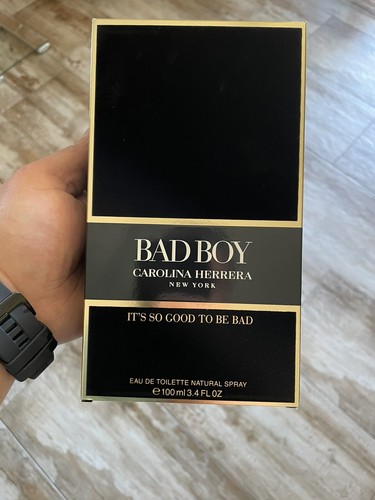 BAD BOY
CAROLINA HERRERA
NEW YORK
IT'S SO GOOD TO BE BAD
EAU DE TOILETTE NATURAL SPRAY
℮100 ml 3.4 FL OZ